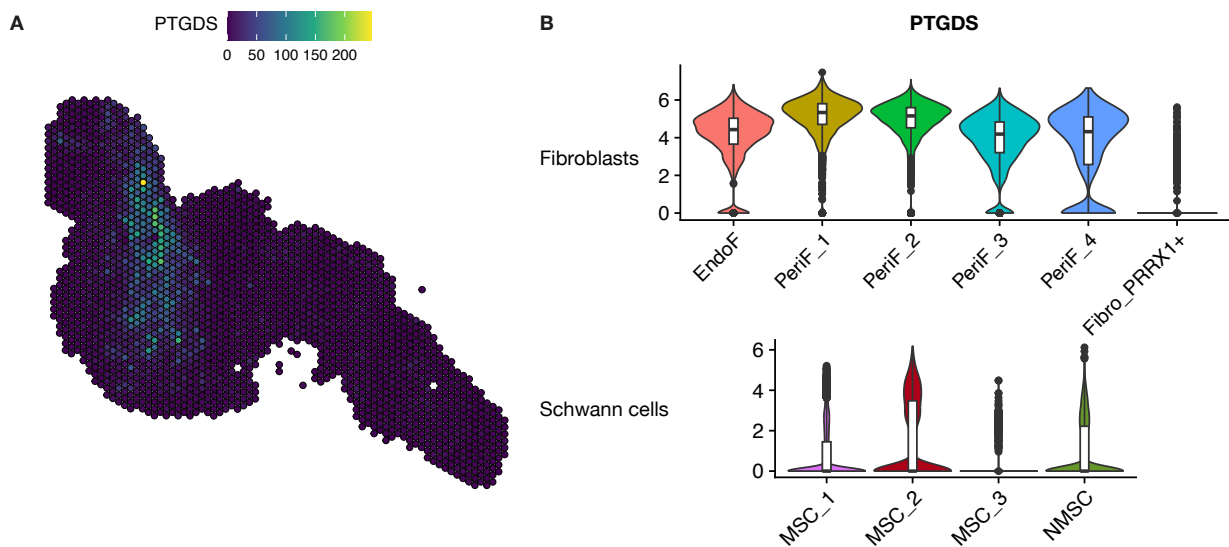 A
PTGDS
0 50 100 150 200
B
PTGDS
Fibroblasts
6
4
2
0
EndoF
PeriF_1
PeriF_2
PeriF_3
PeriF_4
Fibro_PRRX1+
Schwann cells
6
4
2
0
MSC_1
MSC_2
MSC_3
NMSC